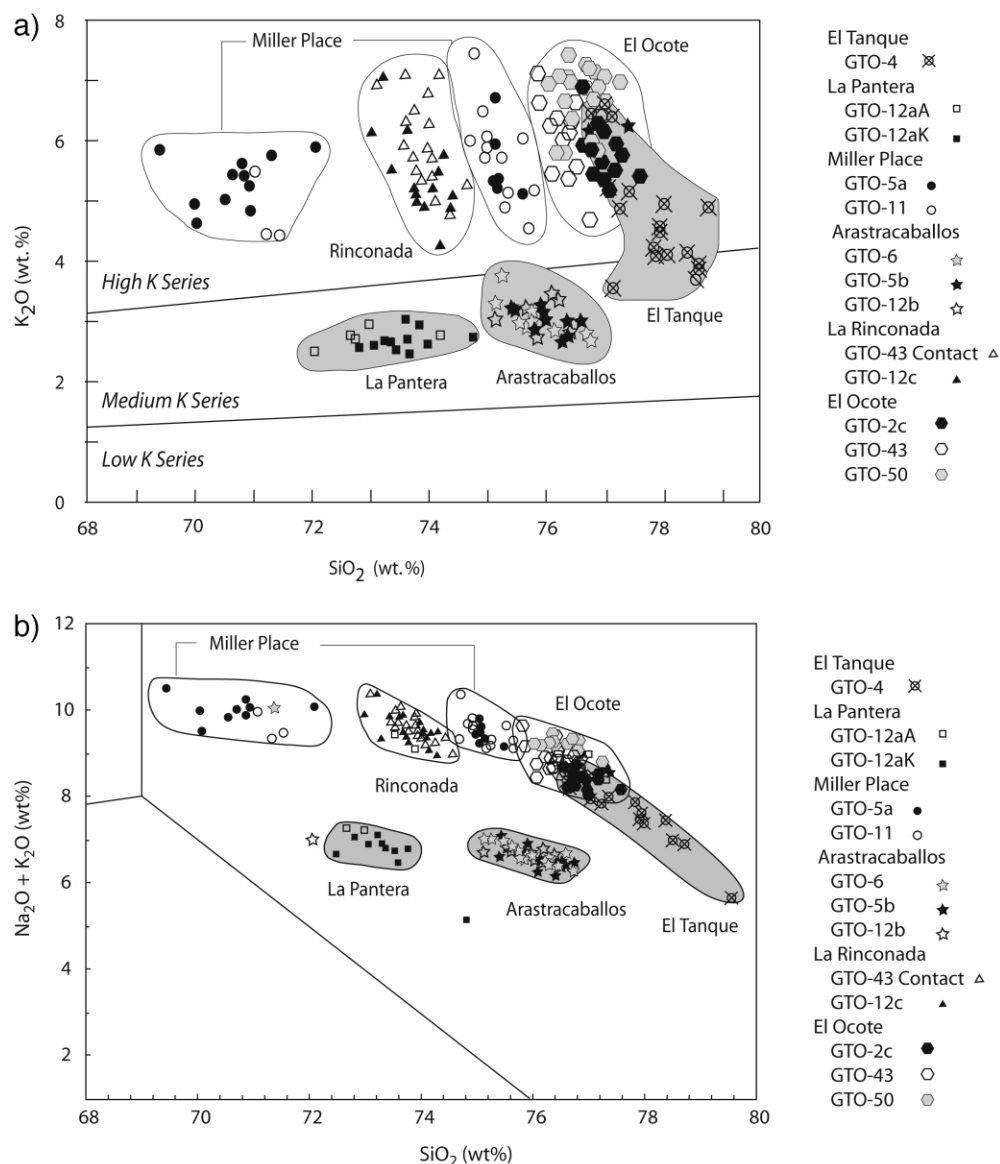 a)
8
6
4
2
0
K2O (wt. %)
Miller Place
El Ocote
Rinconada
High K Series
El Tanque
La Pantera
Arastracaballos
Medium K Series
Low K Series
68 70 72 74 76 78 80
SiO2 (wt. %)
El Tanque
GTO-4
La Pantera
GTO-12aA
GTO-12aK
Miller Place
GTO-5a
GTO-11
Arastracaballos
GTO-6
GTO-5b
GTO-12b
La Rinconada
GTO-43 Contact
GTO-12c
El Ocote
GTO-2c
GTO-43
GTO-50
b)
12
10
8
6
4
2
Na2O + K2O (wt%)
Miller Place
El Ocote
Rinconada
La Pantera
Arastracaballos
El Tanque
68 70 72 74 76 78 80
SiO2 (wt%)
El Tanque
GTO-4
La Pantera
GTO-12aA
GTO-12aK
Miller Place
GTO-5a
GTO-11
Arastracaballos
GTO-6
GTO-5b
GTO-12b
La Rinconada
GTO-43 Contact
GTO-12c
El Ocote
GTO-2c
GTO-43
GTO-50